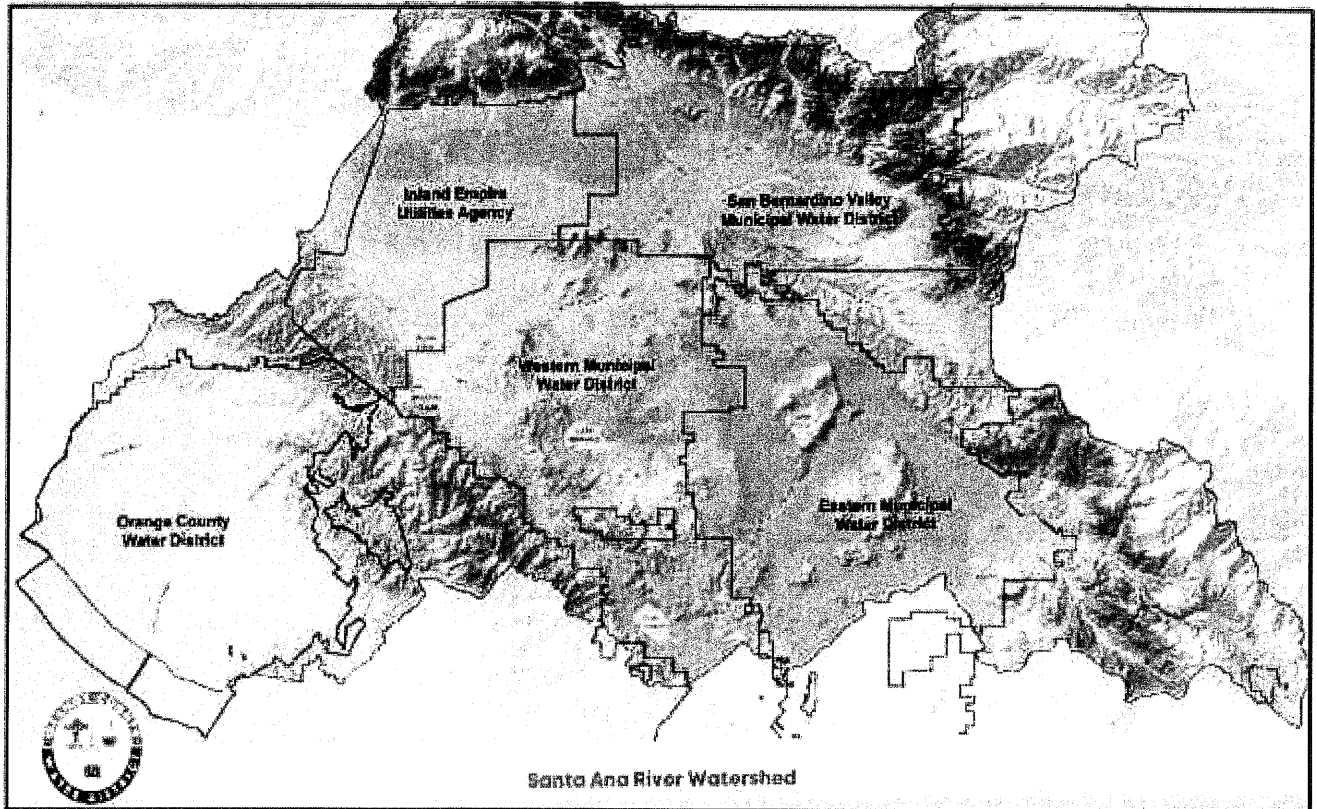 Inland Empire
Utilities Agency
San Bernardino Valley
Municipal Water District
Western Municipal
Water District
Eastern Municipal
Water District
Orange County
Water District
Santa Ana River Watershed